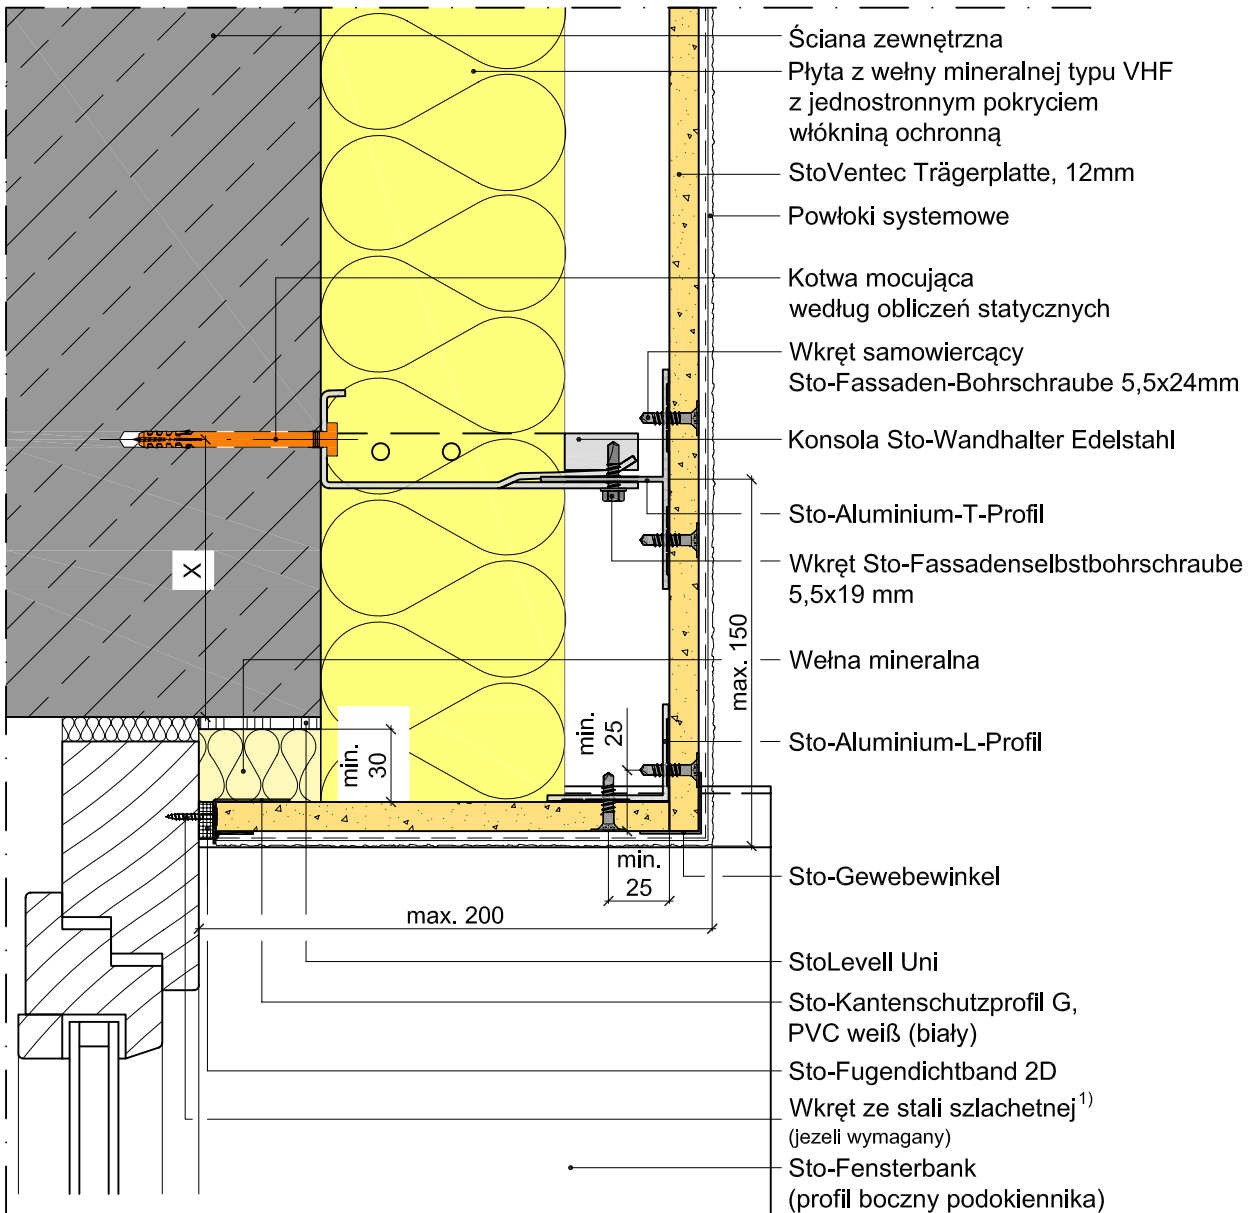 Ściana zewnętrzna
Płyta z wełny mineralnej typu VHF
z jednostronnym pokryciem
włókniną ochronną
StoVentec Trägerplatte, 12mm
Powłoki systemowe
Kotwa mocująca
według obliczeń statycznych
Wkręt samowiercący
Sto-Fassaden-Bohrschraube 5,5x24mm
Konsola Sto-Wandhalter Edelstahl
Sto-Aluminium-T-Profil
Wkręt Sto-Fassadenselbstbohrschraube
5,5x19 mm
X
max. 150
Wełna mineralna
min.
30
min.
25
Sto-Aluminium-L-Profil
min.
25
Sto-Gewebewinkel
max. 200
StoLevell Uni
Sto-Kantenschutzprofil G,
PVC weiß (biały)
Sto-Fugendichtband 2D
Wkręt ze stali szlachetnej1)
(jezeli wymagany)
Sto-Fensterbank
(profil boczny podokiennika)